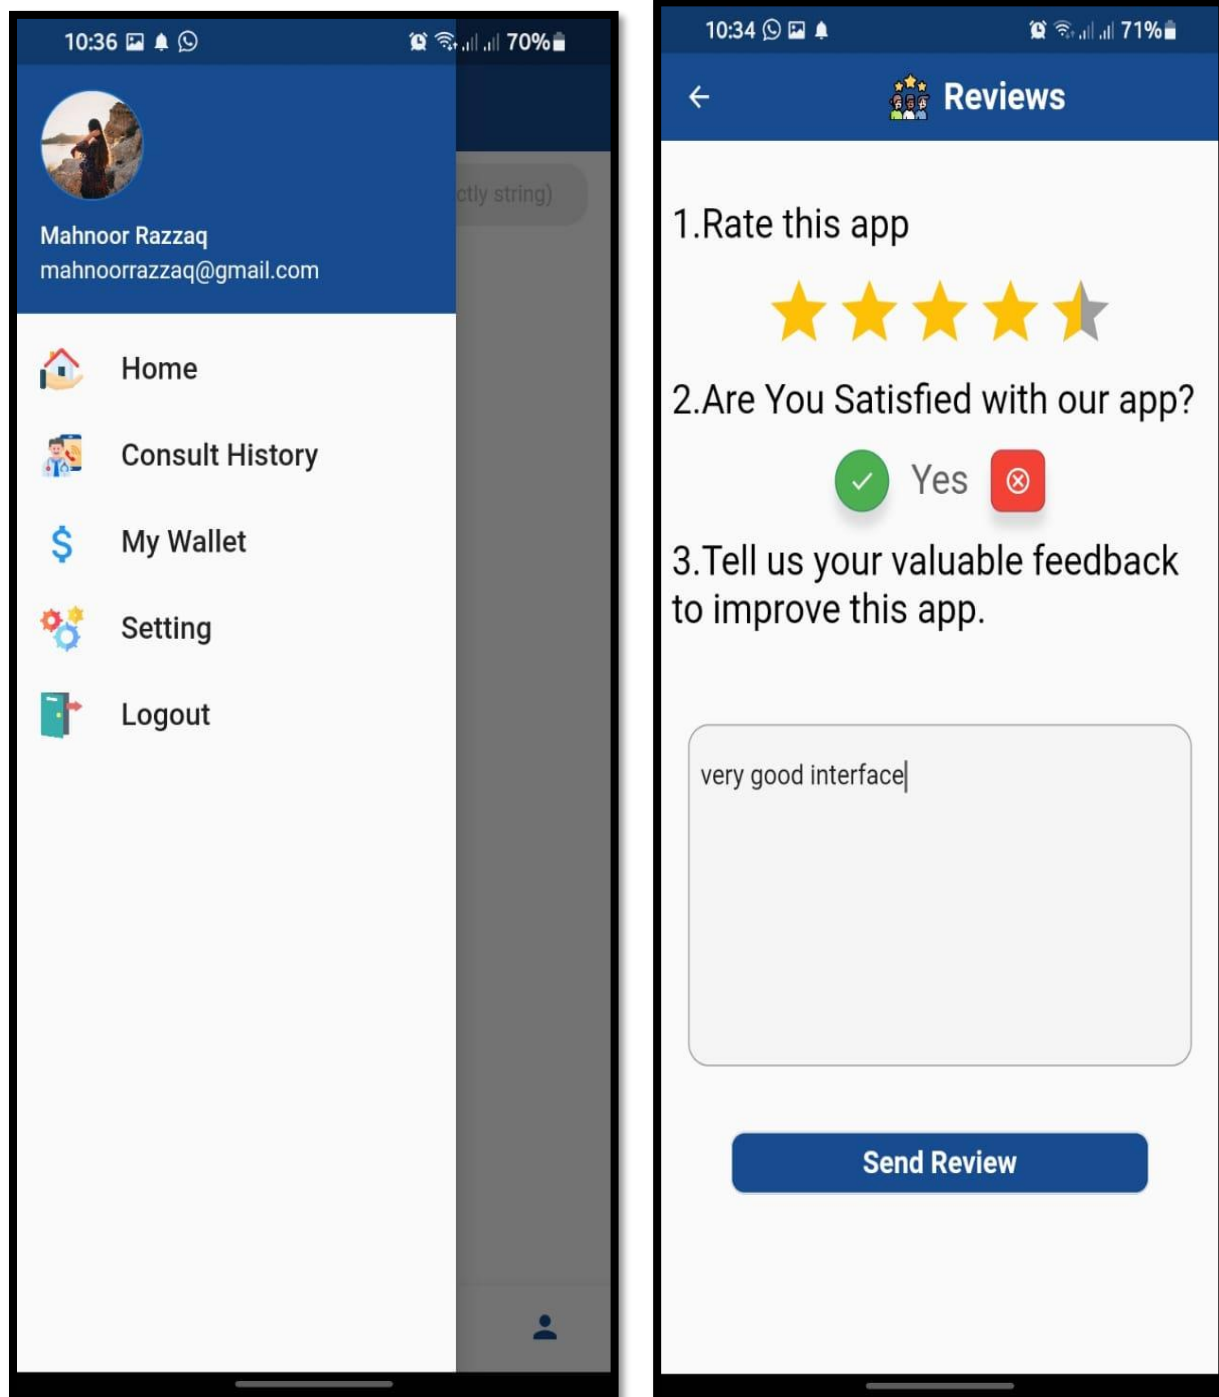 10:36
70%
ctly string)
Mahnoor Razzaq
mahnoorrazzaq@gmail.com
Home
Consult History
$ My Wallet
Setting
Logout
10:34
71%
Reviews
1.Rate this app
2.Are You Satisfied with our app?
Yes
3.Tell us your valuable feedback
to improve this app.
very good interface
Send Review